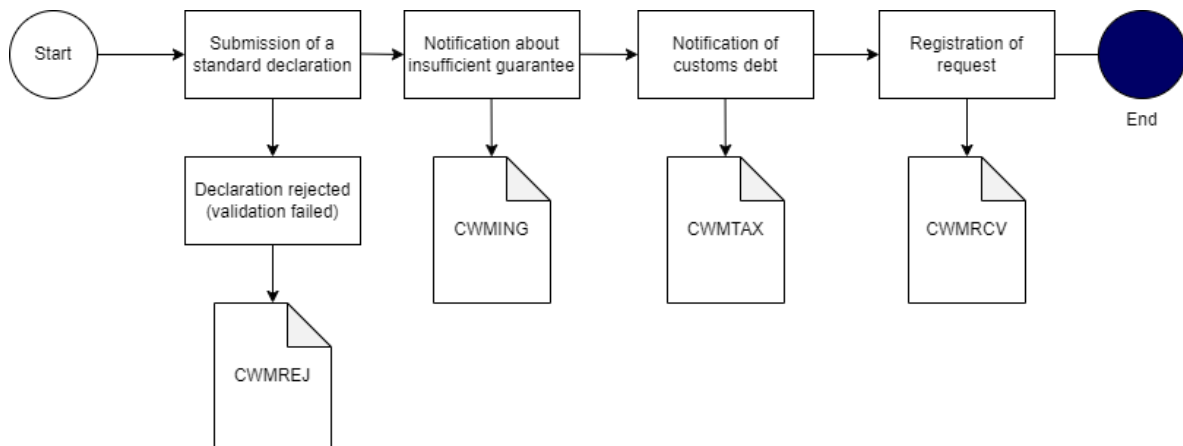 Start
Submission of a
standard declaration
Notification about
insufficient guarantee
Notification of
customs debt
Registration of
request
End
Declaration rejected
(validation failed)
CWMING
CWMTAX
CWMRCV
CWMREJ